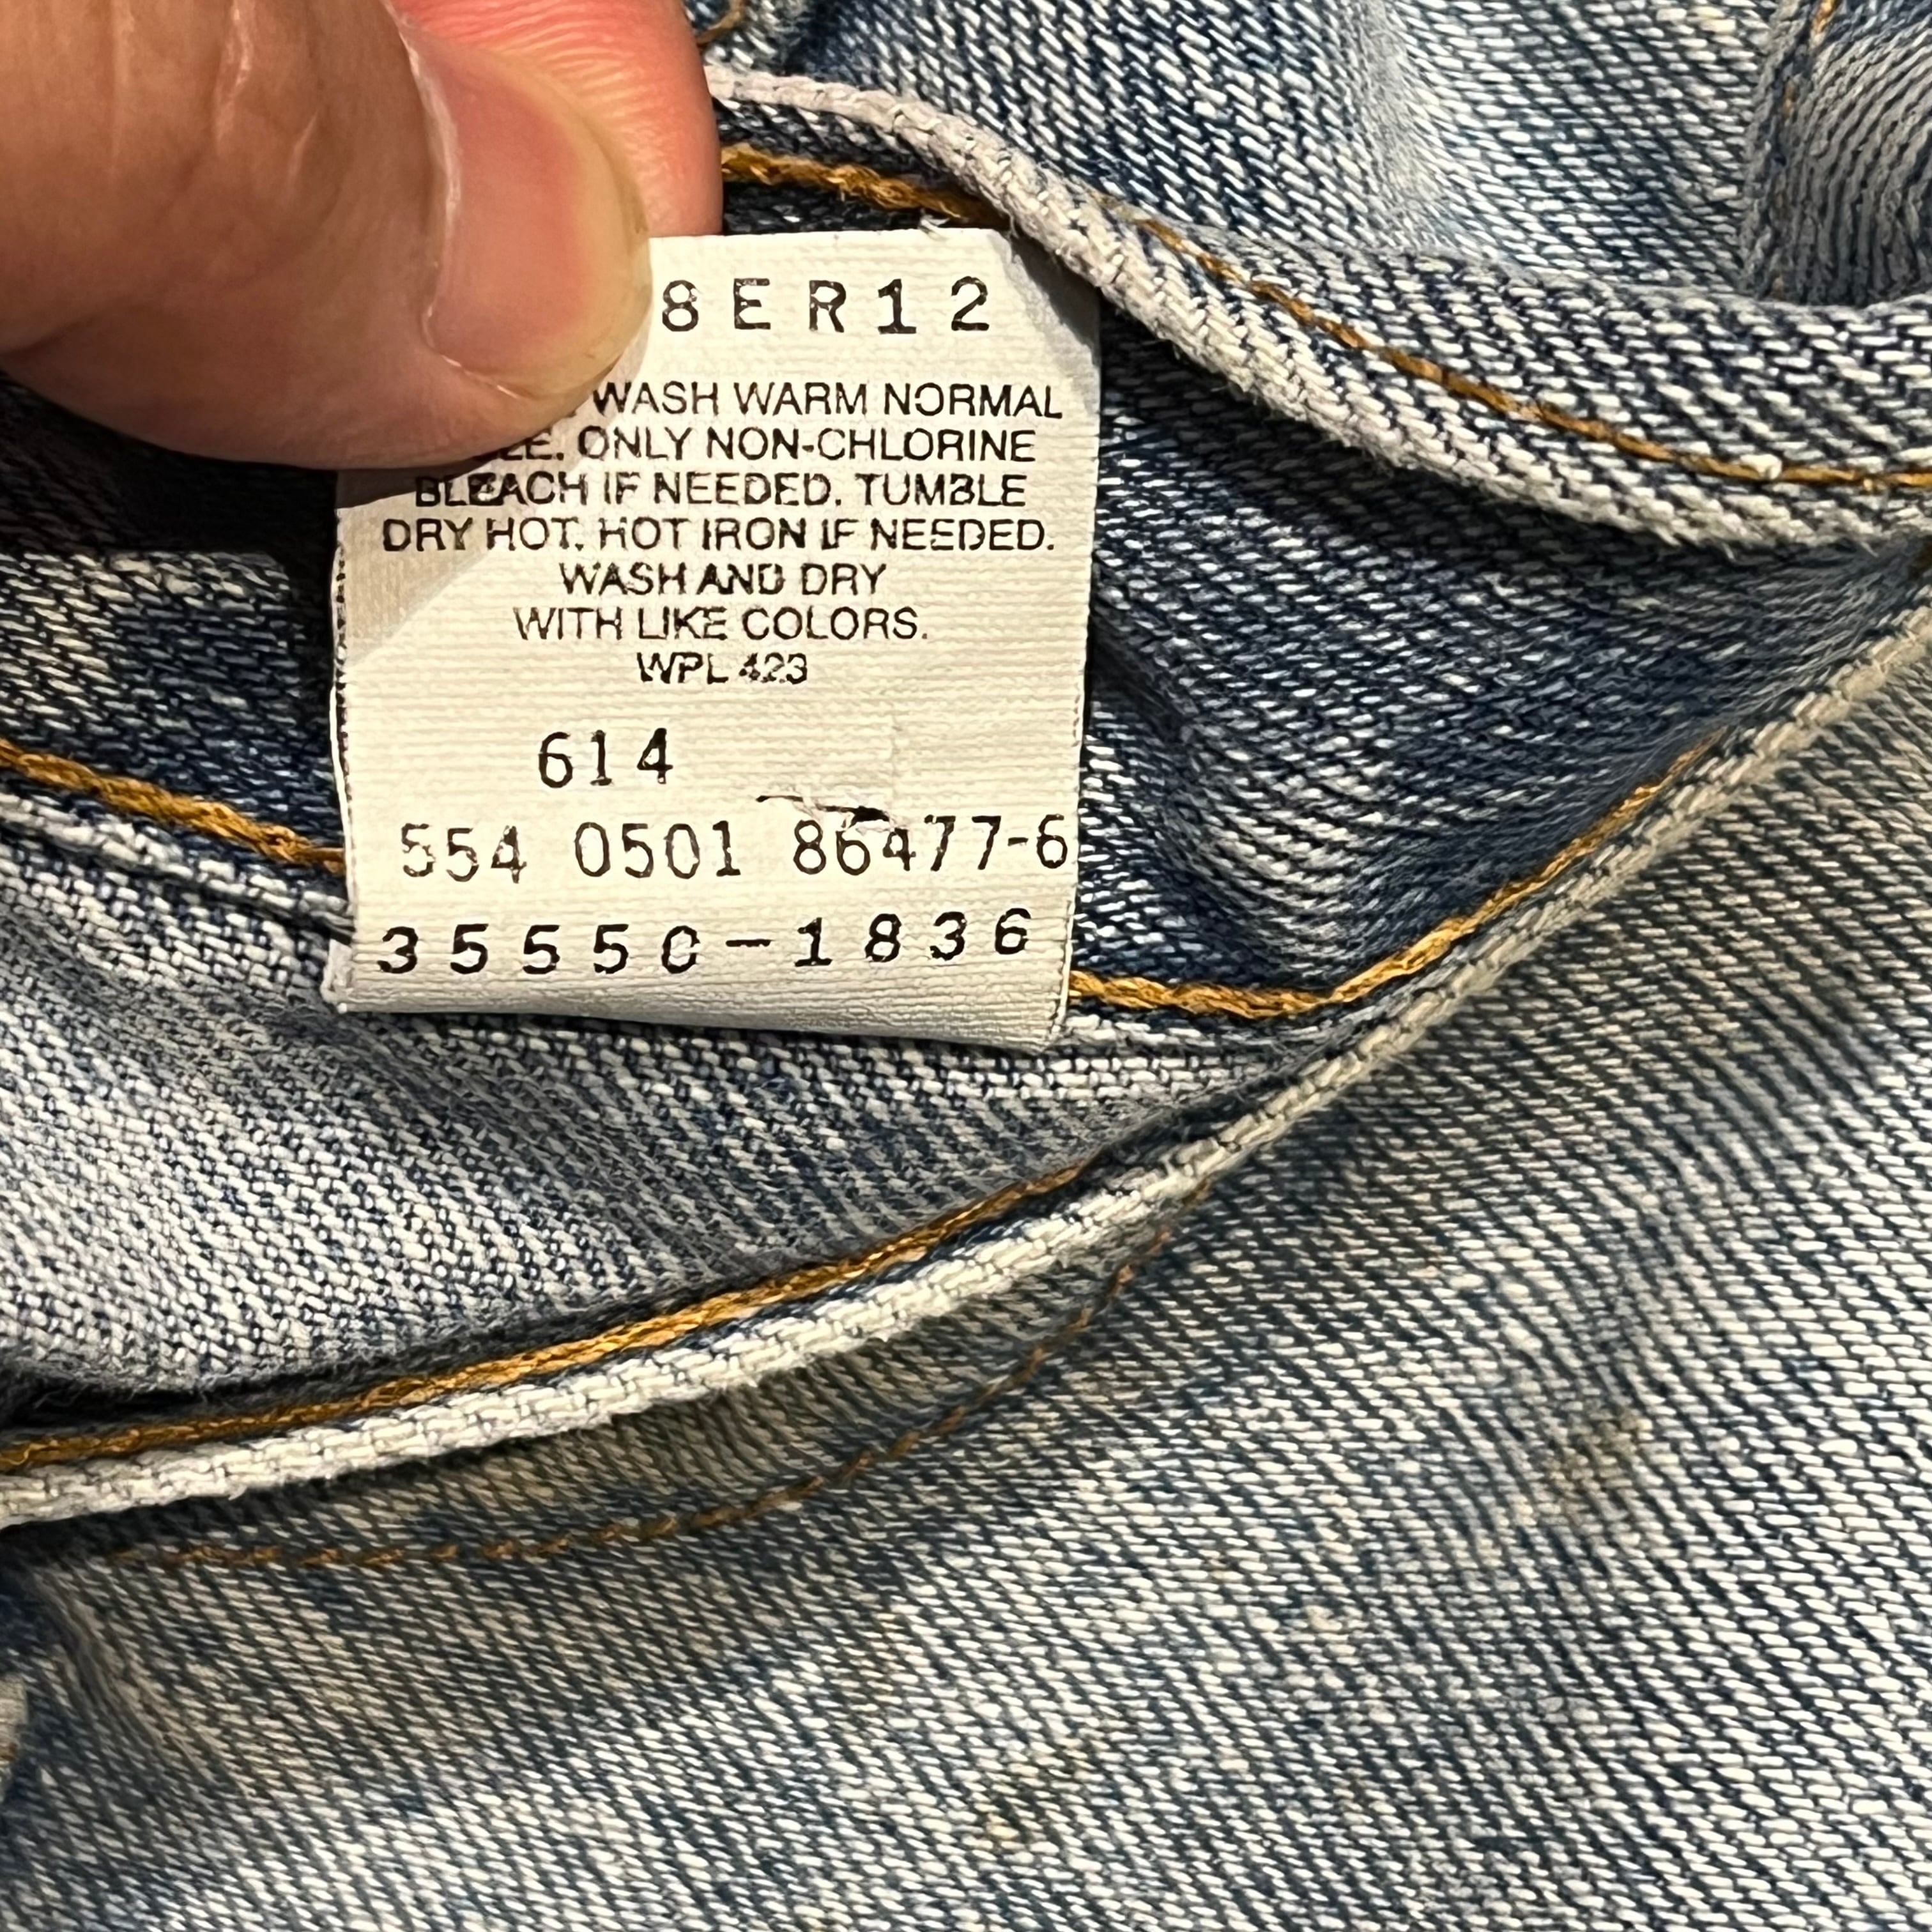 8ER12
WASH WARM NORMAL
ONLY NON-CHLORINE
BLEACH IF NEEDED. TUMBLE
DRY HOT. HOT IRON IF NEEDED.
WASH AND DRY
WITH LIKE COLORS.
WPL 423
614
554 0501 86477-6
35550-1836